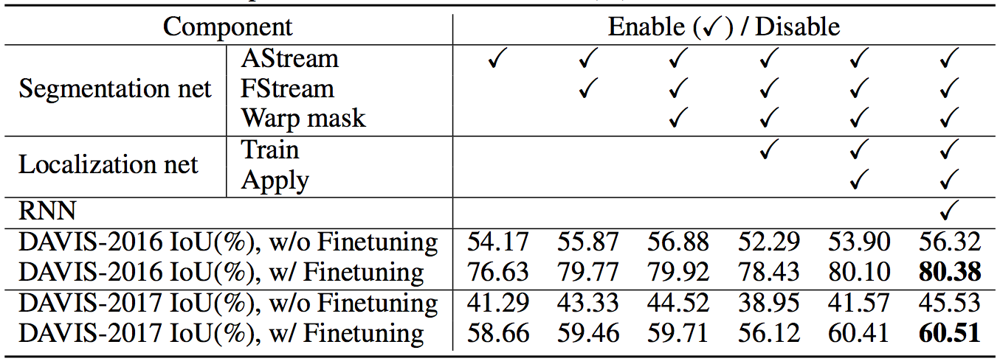 Component Enable (✓) / Disable
AStream ✓ ✓ ✓ ✓ ✓ ✓
Segmentation net FStream ✓ ✓ ✓ ✓ ✓
Warp mask ✓ ✓ ✓ ✓
Train ✓ ✓ ✓
Localization net
Apply ✓ ✓
RNN ✓
DAVIS-2016 IoU(%), w/o Finetuning 54.17 55.87 56.88 52.29 53.90 56.32
DAVIS-2016 IoU(%), w/ Finetuning 76.63 79.77 79.92 78.43 80.10 80.38
DAVIS-2017 IoU(%), w/o Finetuning 41.29 43.33 44.52 38.95 41.57 45.53
DAVIS-2017 IoU(%), w/ Finetuning 58.66 59.46 59.71 56.12 60.41 60.51